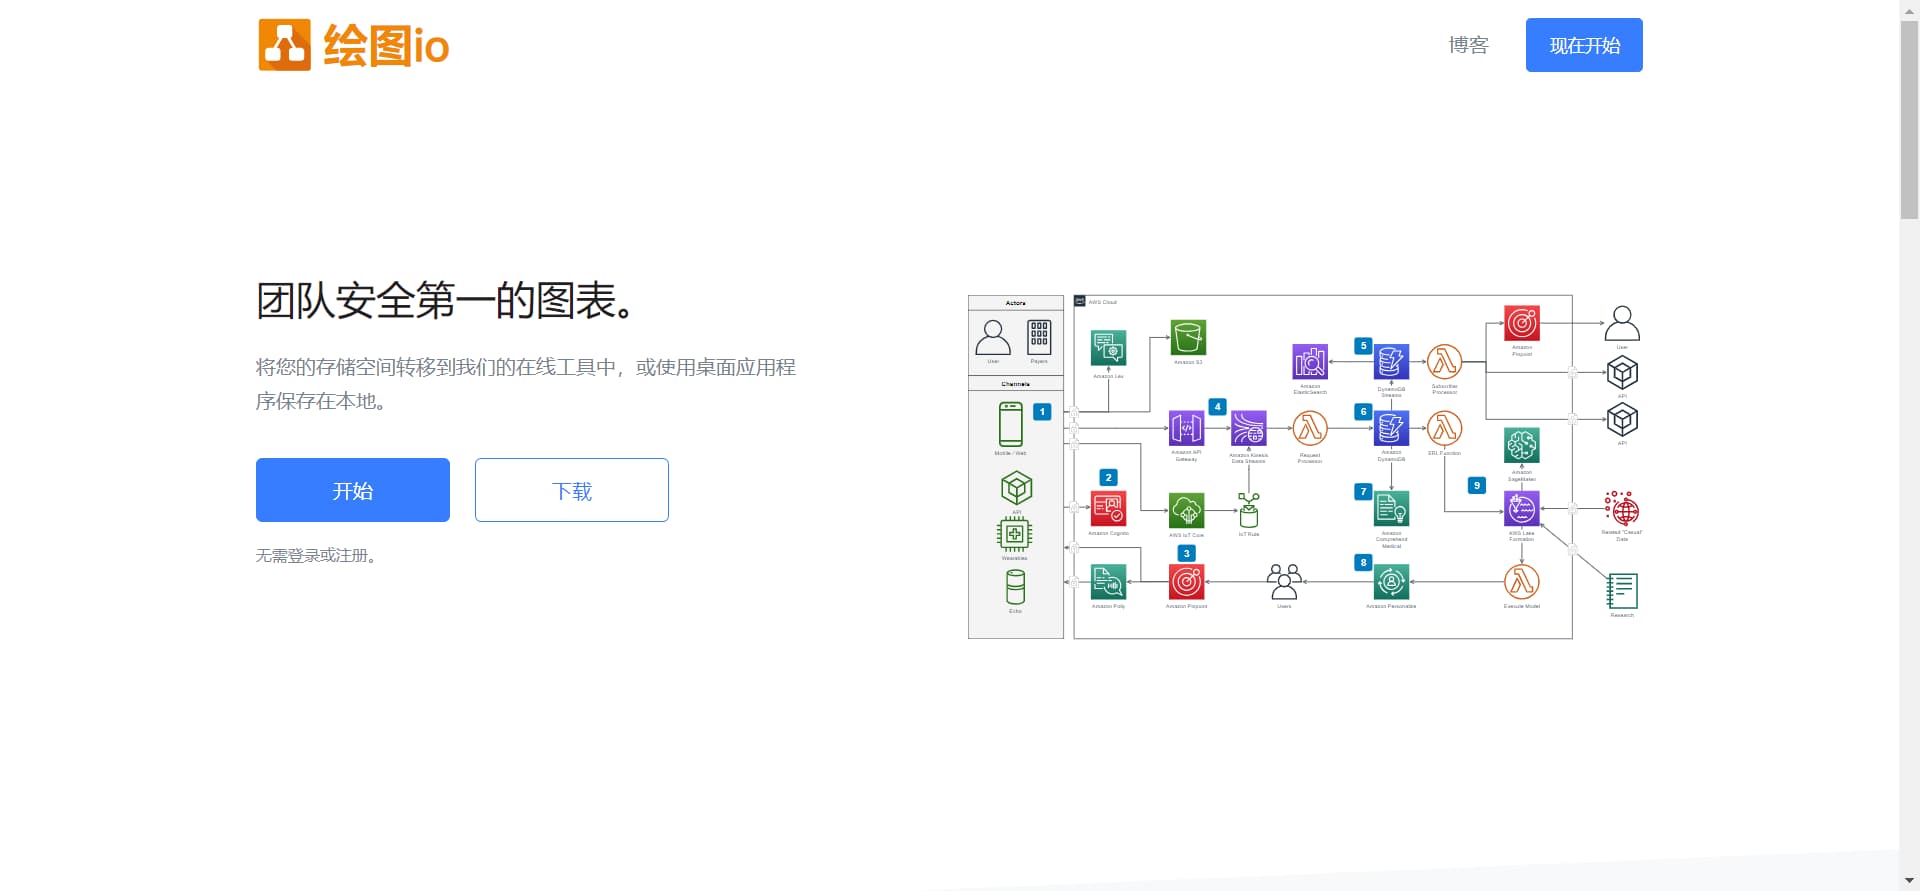 绘图io
博客
现在开始
团队安全第一的图表。
将您的存储空间转移到我们的在线工具中，或使用桌面应用程
序保存在本地。
开始
下载
无需登录或注册。
Actors
User
Payers
Channels
1
Mobile / Web
API
Wearables
Echo
AWS Cloud
Amazon Lex
Amazon S3
Amazon
ElasticSearch
5
DynamoDB
Streams
Subscriber
Processor
Amazon
Pinpoint
User
API
API
4
Amazon API
Gateway
Amazon Kinesis
Data Streams
Request
Processor
6
Amazon
DynamoDB
ERL Function
Amazon
SageMaker
2
Amazon Cognito
AWS IoT Core
IoT Rule
7
Amazon
Comprehend
Medical
9
AWS Lake
Formation
Related "Casual"
Data
3
Amazon Poly
Amazon Pinpoint
Users
8
Amazon Personalize
Execute Model
Research